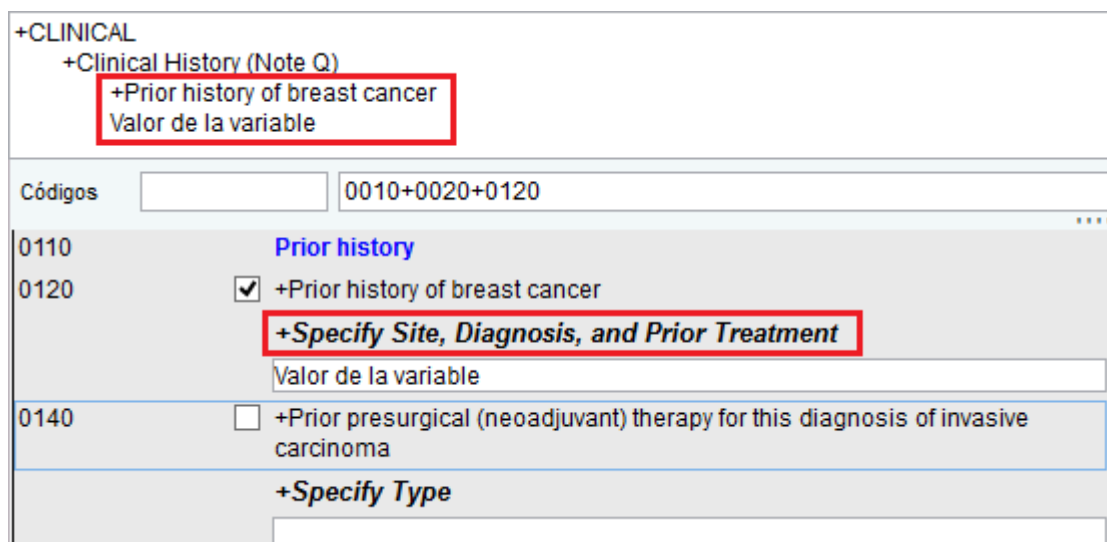 +CLINICAL
+Clinical History (Note Q)
+Prior history of breast cancer
Valor de la variable
Códigos 0010+0020+0120
0110 Prior history
0120 +Prior history of breast cancer
+Specify Site, Diagnosis, and Prior Treatment
Valor de la variable
0140 +Prior presurgical (neoadjuvant) therapy for this diagnosis of invasive
carcinoma
+Specify Type